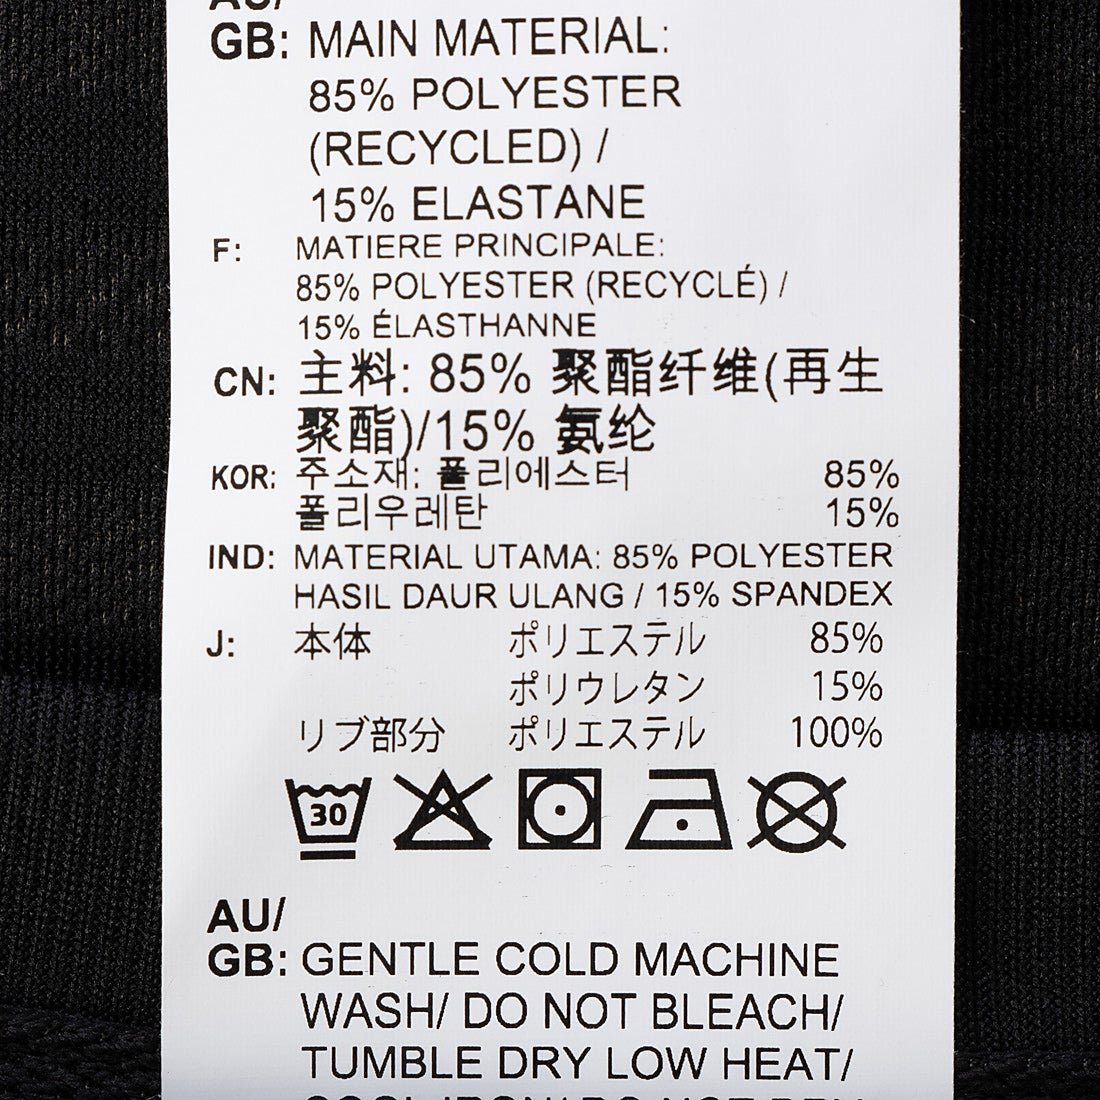 AU/
GB: MAIN MATERIAL:
85% POLYESTER
(RECYCLED) /
15% ELASTANE
F: MATIERE PRINCIPALE:
85% POLYESTER (RECYCLÉ) /
15% ÉLASTHANNE
CN: 主料: 85% 聚酯纤维(再生
聚酯)/15% 氨纶
KOR: 주소재: 폴리에스터 85%
폴리우레탄 15%
IND: MATERIAL UTAMA: 85% POLYESTER
HASIL DAUR ULANG / 15% SPANDEX
J: 本体 ポリエステル 85%
ポリウレタン 15%
リブ部分 ポリエステル 100%
30
AU/
GB: GENTLE COLD MACHINE
WASH/ DO NOT BLEACH/
TUMBLE DRY LOW HEAT/